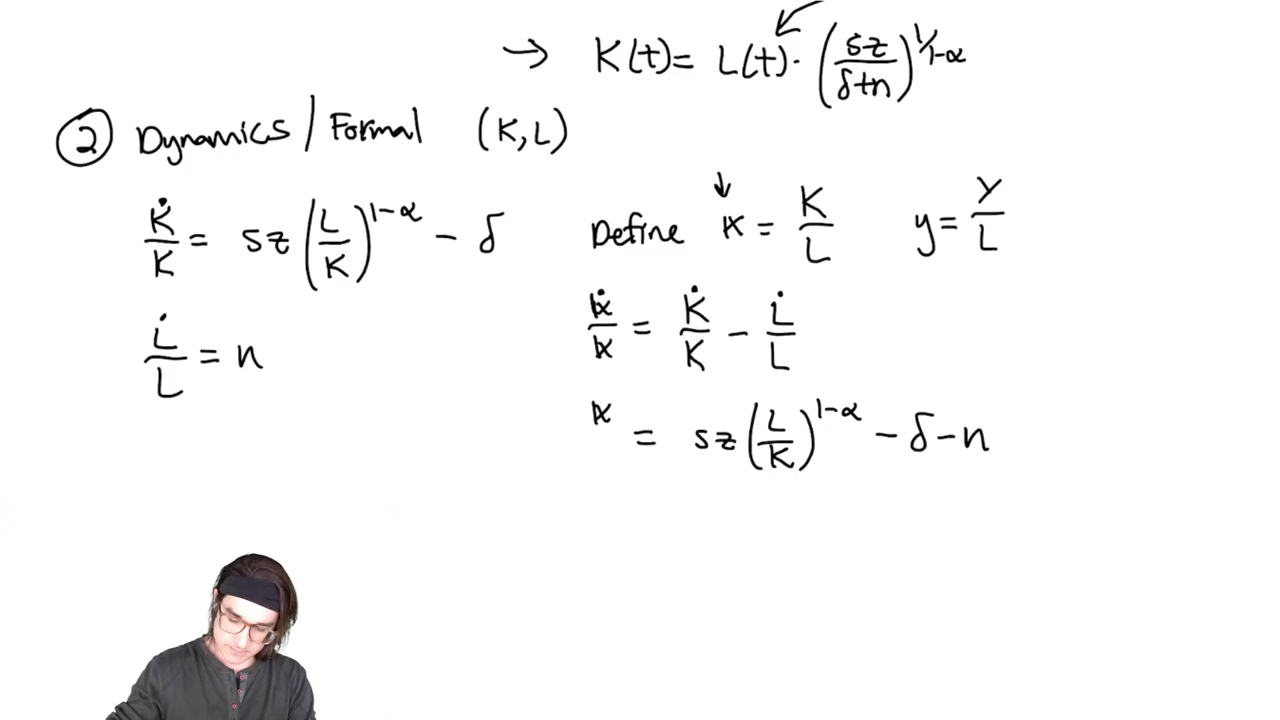 → K(t) = L(t) · (sz / δ+n)^1/1-α
② Dynamics / Formal (K, L)
K̇/K = sz (L/K)^1-α - δ
L̇/L = n
Define k = K/L y = Y/L
k̇/k = K̇/K - L̇/L
k = sz (L/K)^1-α - δ - n